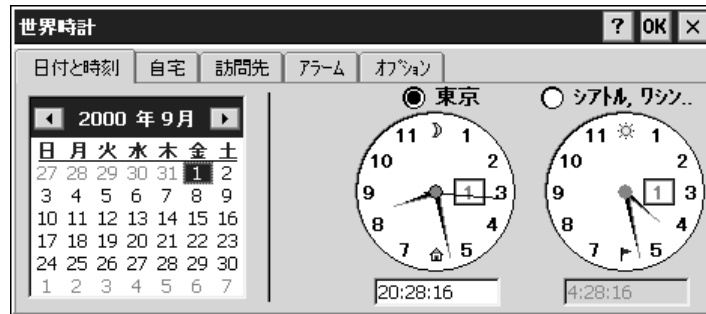 世界時計 ? OK ×
日付と時刻 自宅 訪問先 アラーム オプション
2000 年 9月
日 月 火 水 木 金 土
27 28 29 30 31 1 2
3 4 5 6 7 8 9
10 11 12 13 14 15 16
17 18 19 20 21 22 23
24 25 26 27 28 29 30
1 2 3 4 5 6 7
東京
11 1
10 2
9 1 3
8 4
7 5
20:28:16
シアトル, ワシン..
11 1
10 2
9 1 3
8 4
7 5
4:28:16